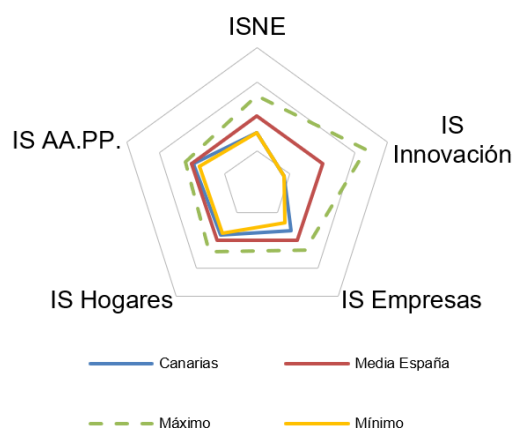 ISNE
IS AA.PP.
IS
Innovación
IS Hogares
IS Empresas
Canarias
Media España
Máximo
Mínimo